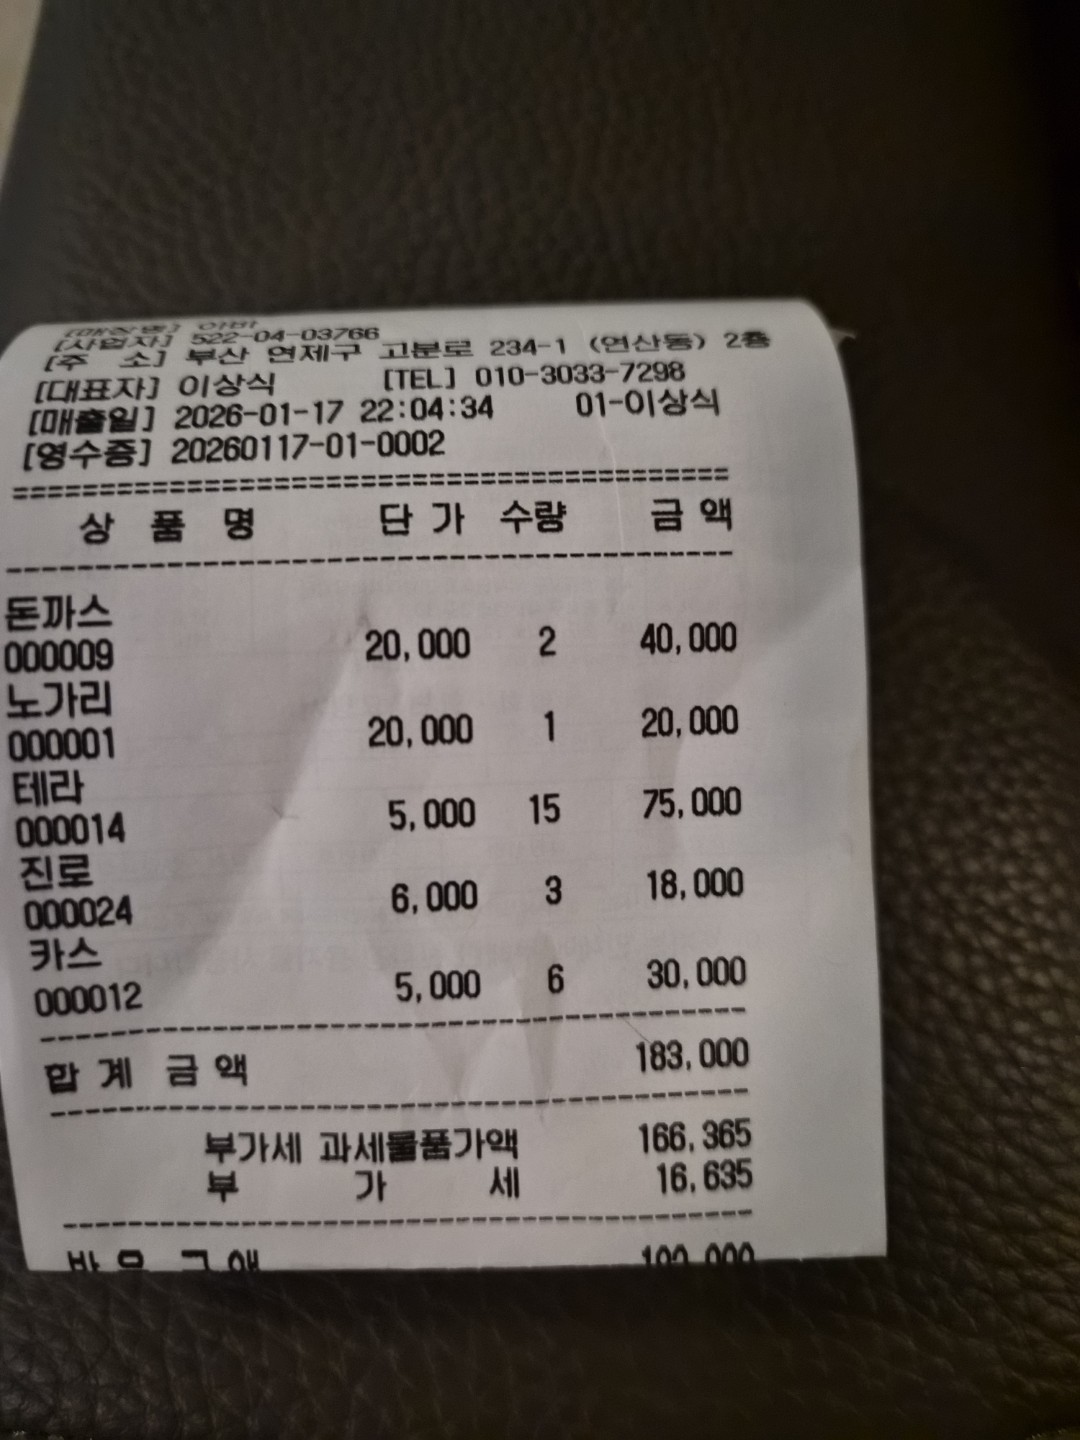 [사업자] 522-04-03766
[주 소] 부산 연제구 고분로 234-1 (연산동) 2층
[대표자] 이상식 [TEL] 010-3033-7298
[매출일] 2026-01-17 22:04:34 01-이상식
[영수증] 20260117-01-0002
상 품 명 단 가 수량 금 액
돈까스
000009 20,000 2 40,000
노가리
000001 20,000 1 20,000
테라
000014 5,000 15 75,000
진로
000024 6,000 3 18,000
카스
000012 5,000 6 30,000
합 계 금 액 183,000
부가세 과세물품가액 166,365
부 가 세 16,635